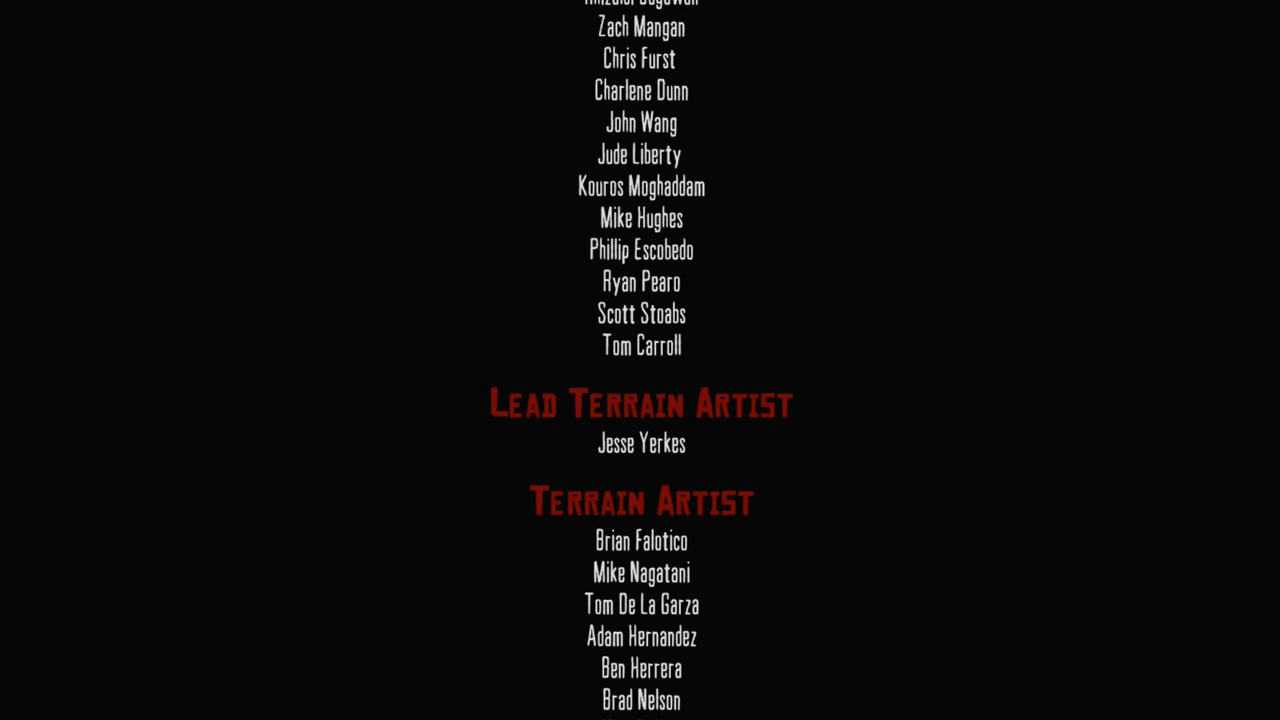 Zach Mangan
Chris Furst
Charlene Dunn
John Wang
Jude Liberty
Kouros Moghaddam
Mike Hughes
Phillip Escobedo
Ryan Pearo
Scott Stoabs
Tom Carroll
Lead Terrain Artist
Jesse Yerkes
Terrain Artist
Brian Falotico
Mike Nagatani
Tom De La Garza
Adam Hernandez
Ben Herrera
Brad Nelson